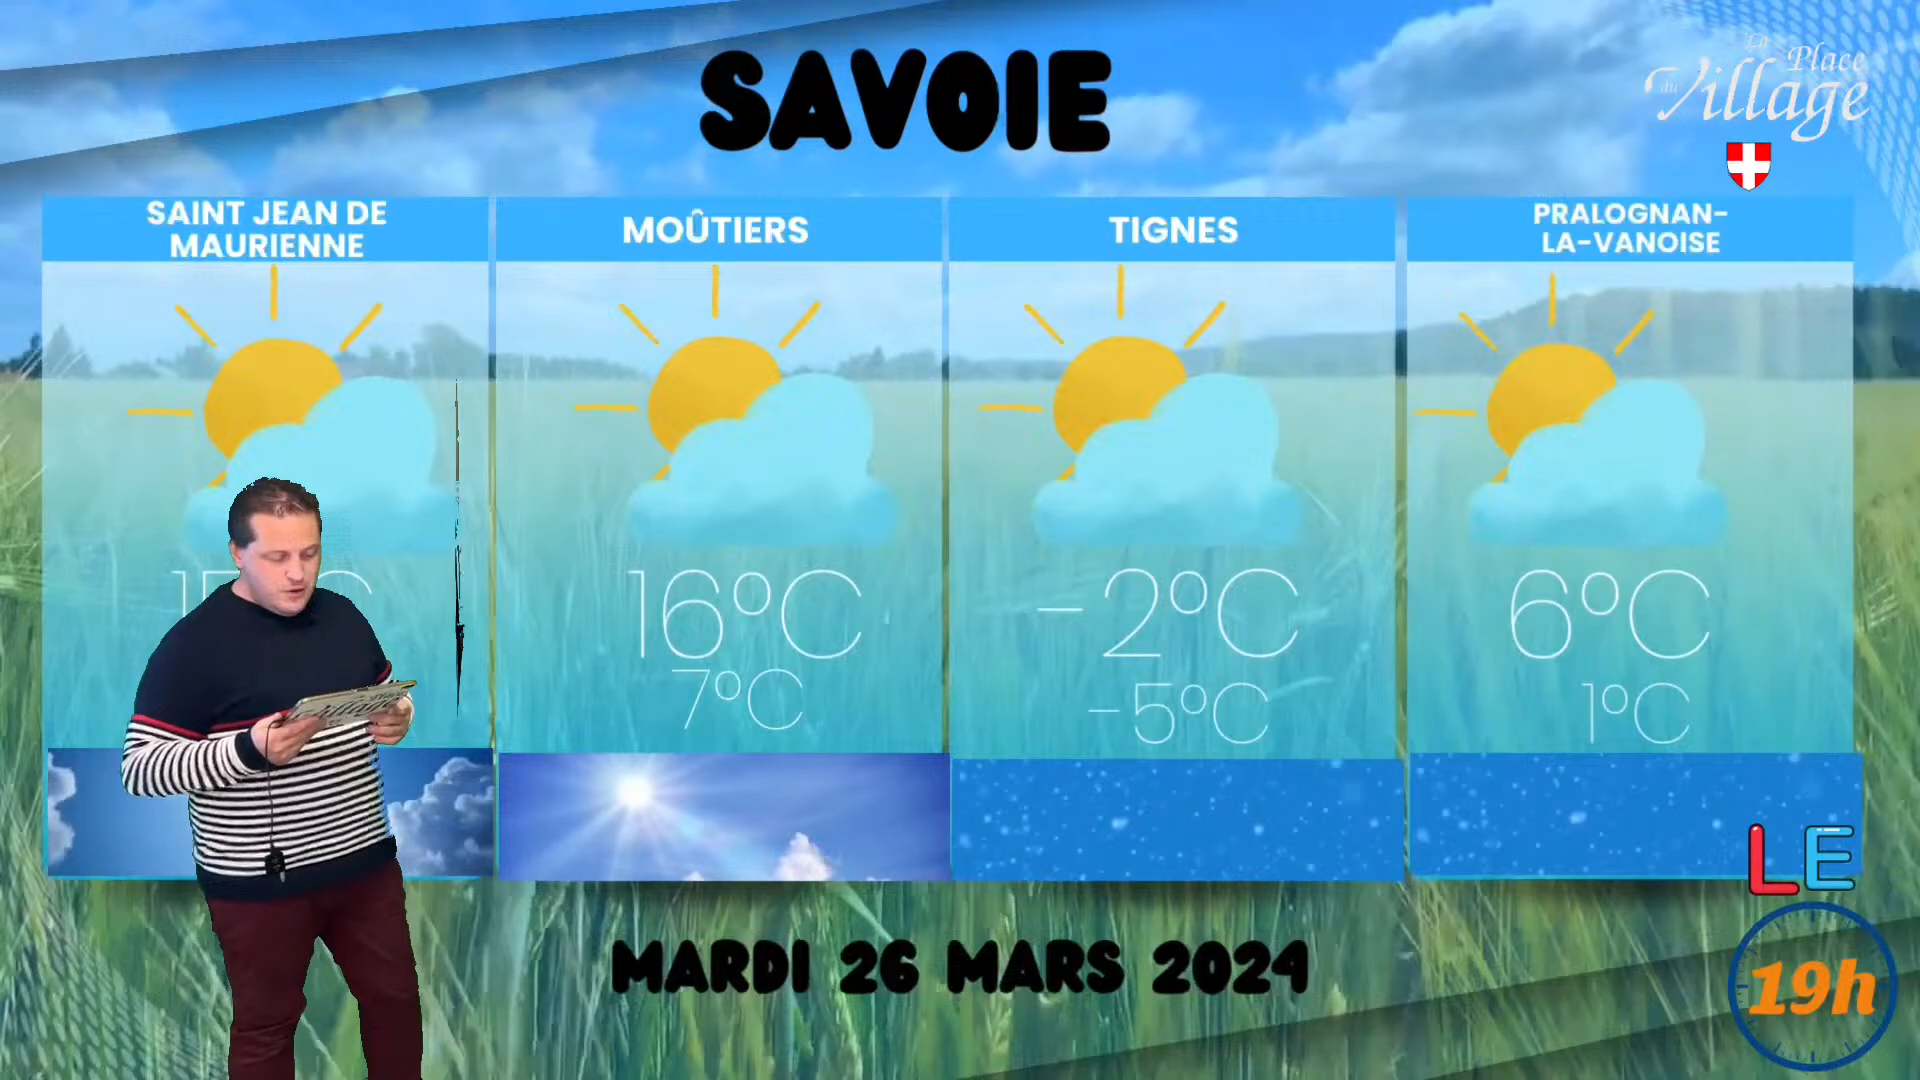 SAVOIE
La Place
du Village
SAINT JEAN DE
MAURIENNE
MOÛTIERS
TIGNES
PRALOGNAN-
LA-VANOISE
16°C
7°C
-2°C
-5°C
6°C
1°C
LE
19h
MARDI 26 MARS 2024